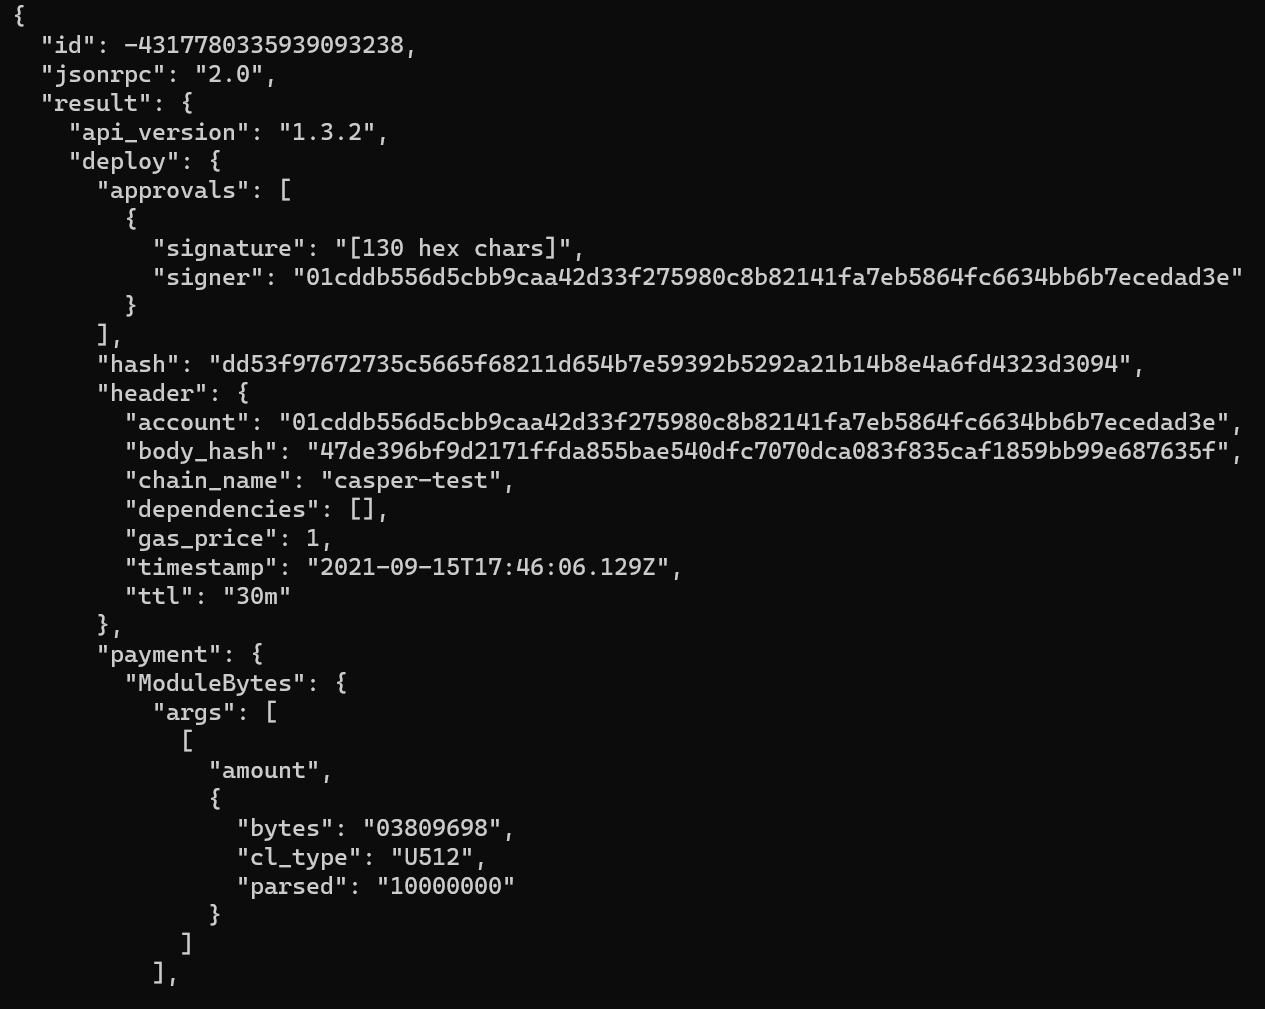 {
  "id": -4317780335939093238,
  "jsonrpc": "2.0",
  "result": {
    "api_version": "1.3.2",
    "deploy": {
      "approvals": [
        {
          "signature": "[130 hex chars]",
          "signer": "01cddb556d5cbb9caa42d33f275980c8b82141fa7eb5864fc6634bb6b7ecedad3e"
        }
      ],
      "hash": "dd53f97672735c5665f68211d654b7e59392b5292a21b14b8e4a6fd4323d3094",
      "header": {
        "account": "01cddb556d5cbb9caa42d33f275980c8b82141fa7eb5864fc6634bb6b7ecedad3e",
        "body_hash": "47de396bf9d2171ffda855bae540dfc7070dca083f835caf1859bb99e687635f",
        "chain_name": "casper-test",
        "dependencies": [],
        "gas_price": 1,
        "timestamp": "2021-09-15T17:46:06.129Z",
        "ttl": "30m"
      },
      "payment": {
        "ModuleBytes": {
          "args": [
            [
              "amount",
              {
                "bytes": "03809698",
                "cl_type": "U512",
                "parsed": "10000000"
              }
            ]
          ],